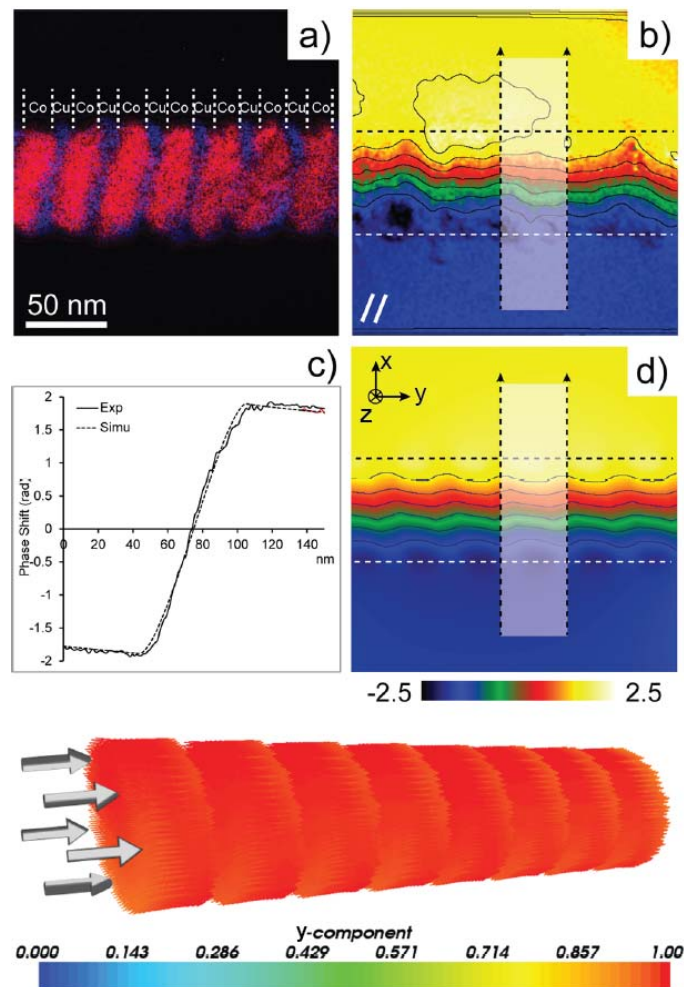 a)
Co Cu Co Cu Co Cu Co Cu Co Cu Co Cu Co
50 nm
b)
//
c)
Exp
Simu
Phase Shift (rad)
2
1.5
1
0.5
0
-0.5
-1
-1.5
-2
0 20 40 60 80 100 120 140
nm
d)
x
y
z
-2.5 2.5
y-component
0.000 0.143 0.286 0.429 0.571 0.714 0.857 1.00